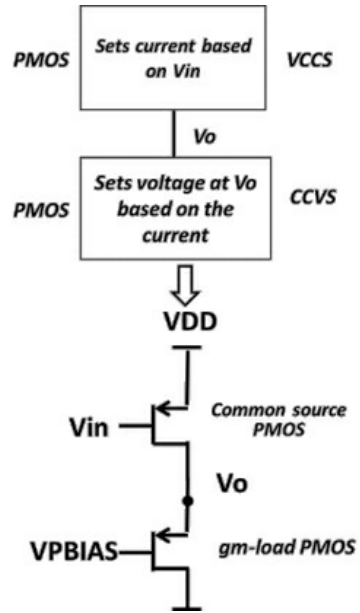 PMOS
Sets current based
on Vin
VCCS
Vo
PMOS
Sets voltage at Vo
based on the
current
CCVS
VDD
Vin
Common source
PMOS
Vo
VPBIAS
gm-load PMOS